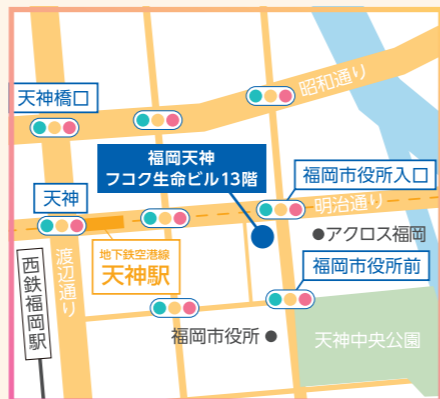 昭和通り
天神橋口
福岡天神
フコク生命ビル13階
福岡市役所入口
天神
明治通り
アクロス福岡
地下鉄空港線
天神駅
渡辺通り
西鉄福岡駅
福岡市役所前
福岡市役所
天神中央公園